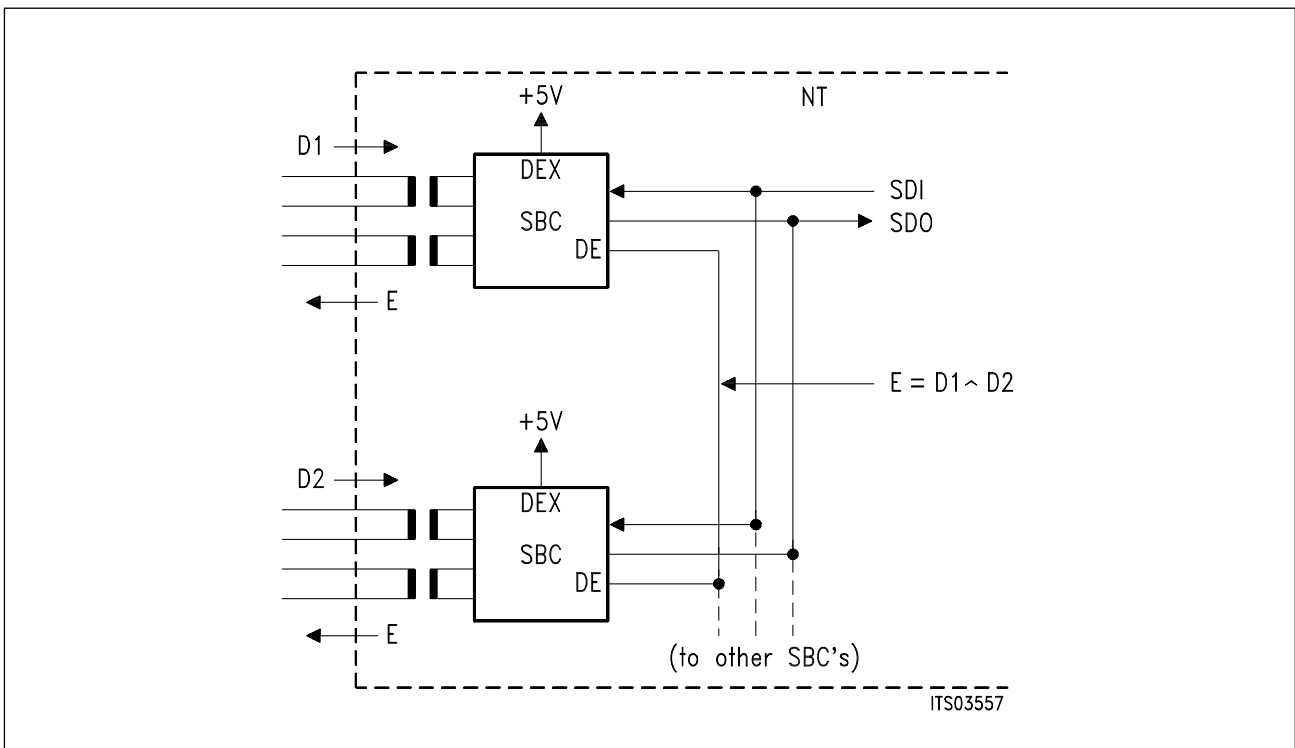 +5V
NT
D1
DEX
SDI
SBC
SDO
DE
E
E = D1 ^ D2
+5V
D2
DEX
SBC
DE
E
(to other SBC's)
ITS03557